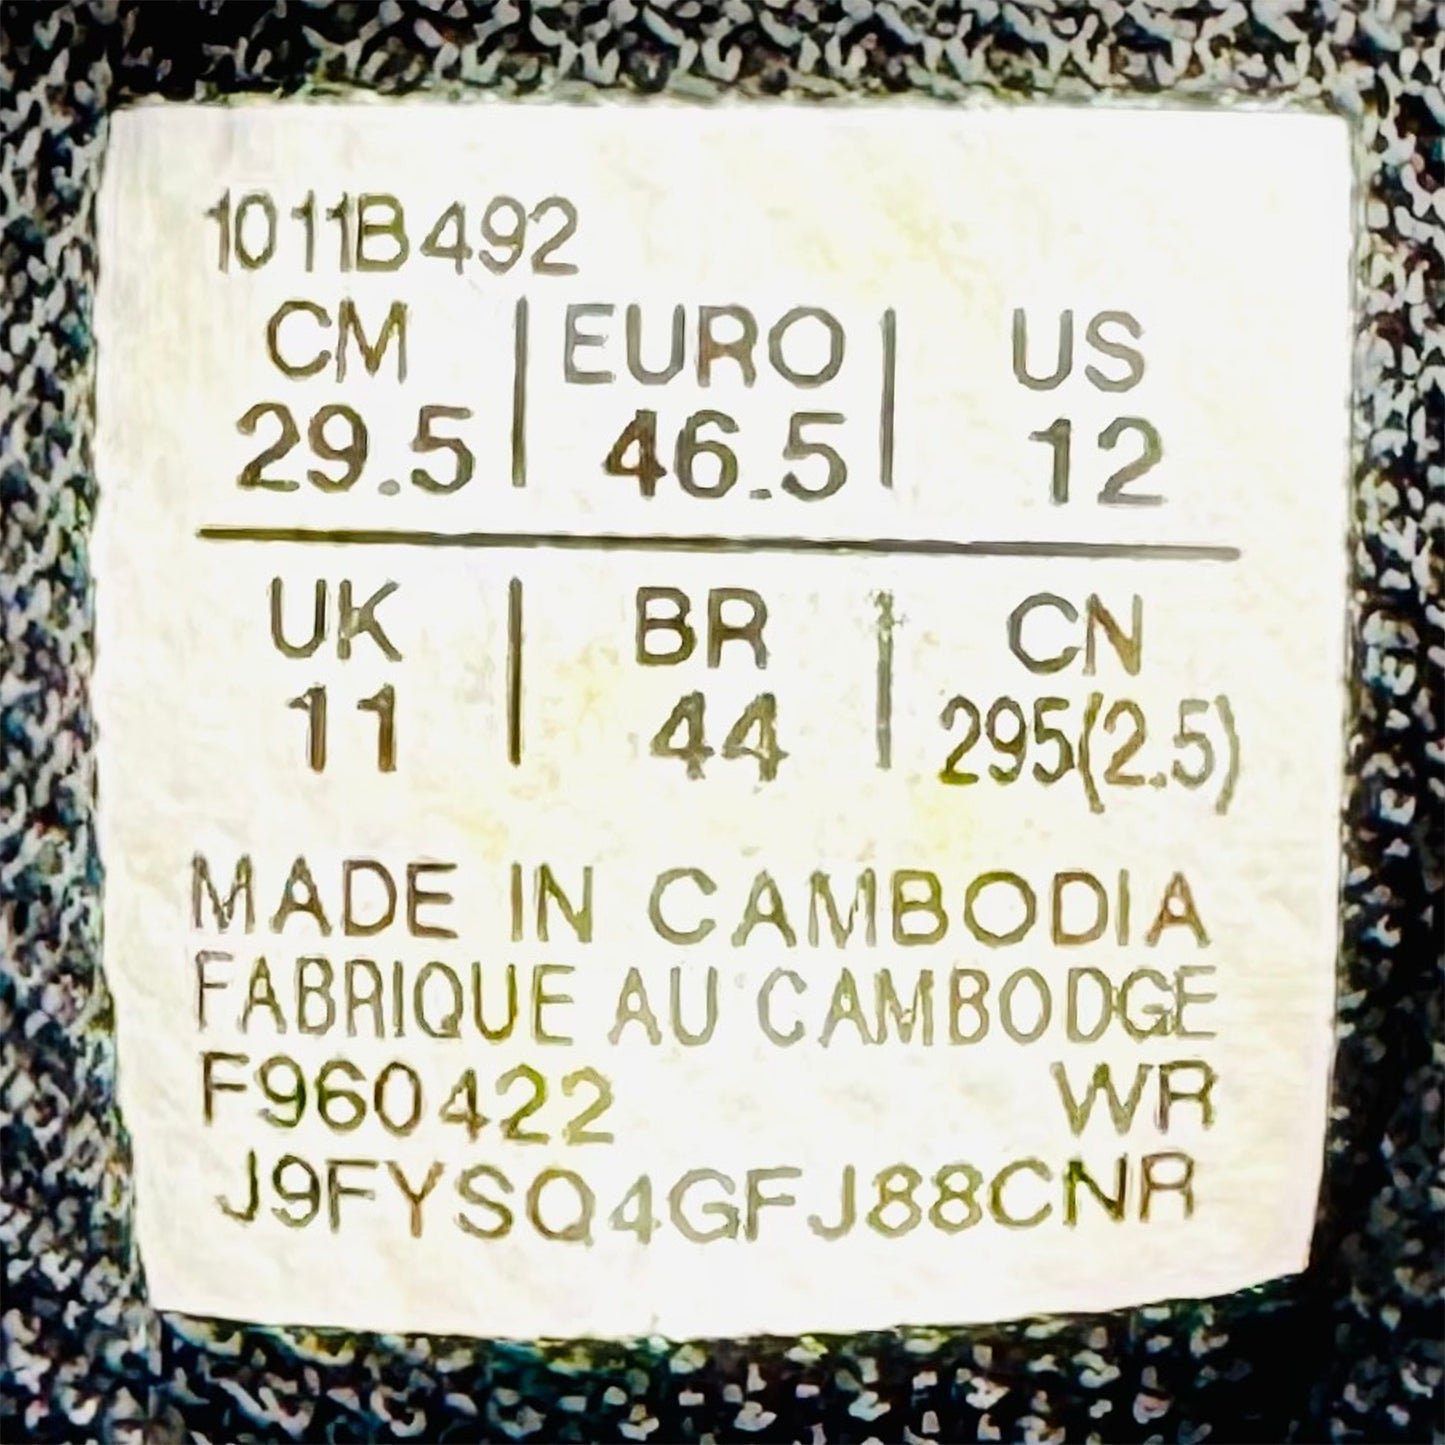 1011B492
CM | EURO | US
29.5 | 46.5 | 12
UK | BR | CN
11 | 44 | 295(2.5)
MADE IN CAMBODIA
FABRIQUE AU CAMBODGE
F960422 WR
J9FYSQ4GFJ88CNR